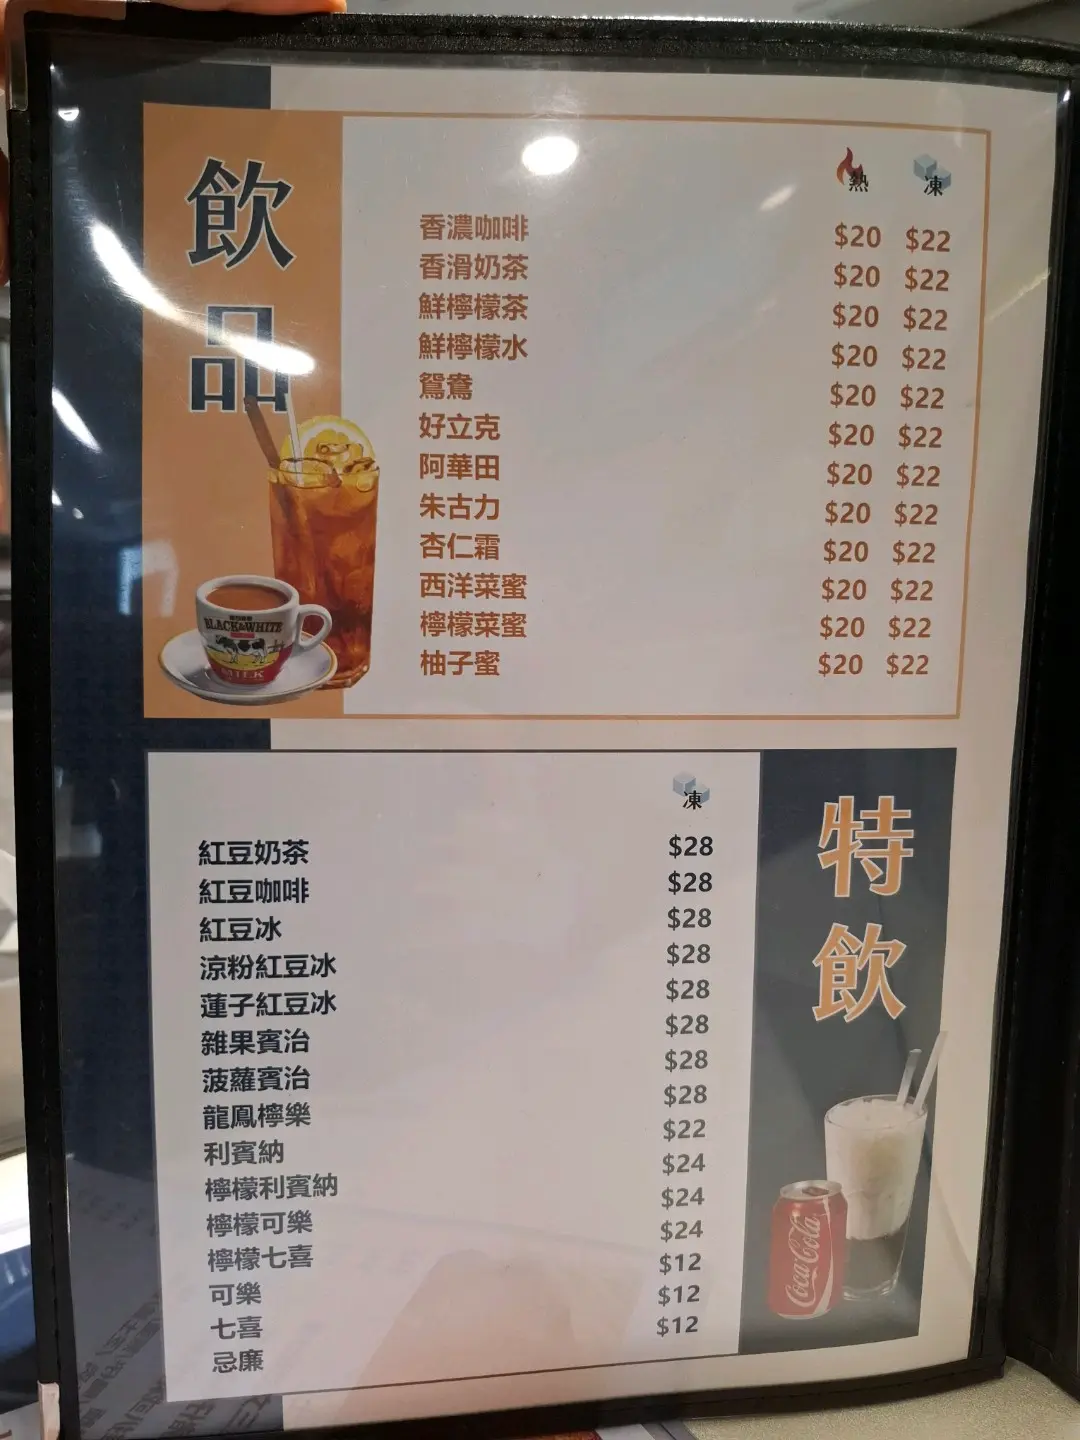 飲品
熱 凍
香濃咖啡 $20 $22
香滑奶茶 $20 $22
鮮檸檬茶 $20 $22
鮮檸檬水 $20 $22
鴛鴦 $20 $22
好立克 $20 $22
阿華田 $20 $22
朱古力 $20 $22
杏仁霜 $20 $22
西洋菜蜜 $20 $22
檸檬菜蜜 $20 $22
柚子蜜 $20 $22
BLACK&WHITE
MILK
特飲
凍
紅豆奶茶 $28
紅豆咖啡 $28
紅豆冰 $28
涼粉紅豆冰 $28
蓮子紅豆冰 $28
雜果賓治 $28
菠蘿賓治 $28
龍鳳檸樂 $28
利賓納 $22
檸檬利賓納 $24
檸檬可樂 $24
檸檬七喜 $24
可樂 $12
七喜 $12
忌廉 $12
Coca-Cola